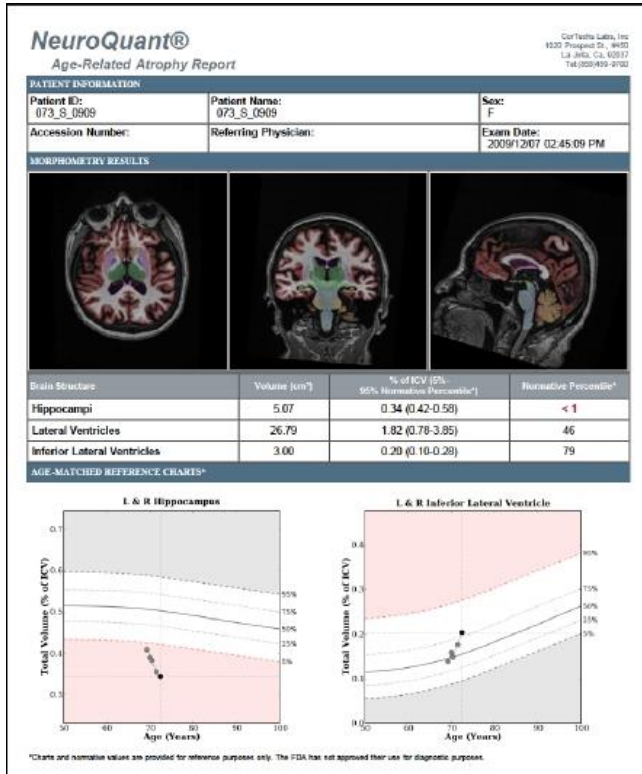 NeuroQuant®
Age-Related Atrophy Report
CorTechs Labs, Inc
1020 Prospect St.,
La Jolla, Ca, 92037
PATIENT INFORMATION
Patient ID: Patient Name: Sex:
073_S_0909 073_S_0909 F
Accession Number: Referring Physician: Exam Date:
2009/12/07 02:45:09 PM
MORPHOMETRY RESULTS
Brain Structure Volume (cm³) % of ICV (5%-95% Normative Percentile*) Normative Percentile*
Hippocampi 5.07 0.34 (0.42-0.58) < 1
Lateral Ventricles 26.79 1.82 (0.78-3.85) 46
Inferior Lateral Ventricles 3.00 0.20 (0.10-0.28) 79
AGE-MATCHED REFERENCE CHARTS*
L & R Hippocampus
Total Volume (% of ICV)
0.7
0.6
0.5
0.4
0.3
95%
75%
50%
25%
5%
50 60 70 80 90 100
Age (Years)
L & R Inferior Lateral Ventricle
Total Volume (% of ICV)
0.4
0.3
0.2
0.1
0.0
95%
75%
50%
25%
5%
50 60 70 80 90 100
Age (Years)
*Charts and normative values are provided for reference purposes only. The FDA has not approved their use for diagnostic purposes.